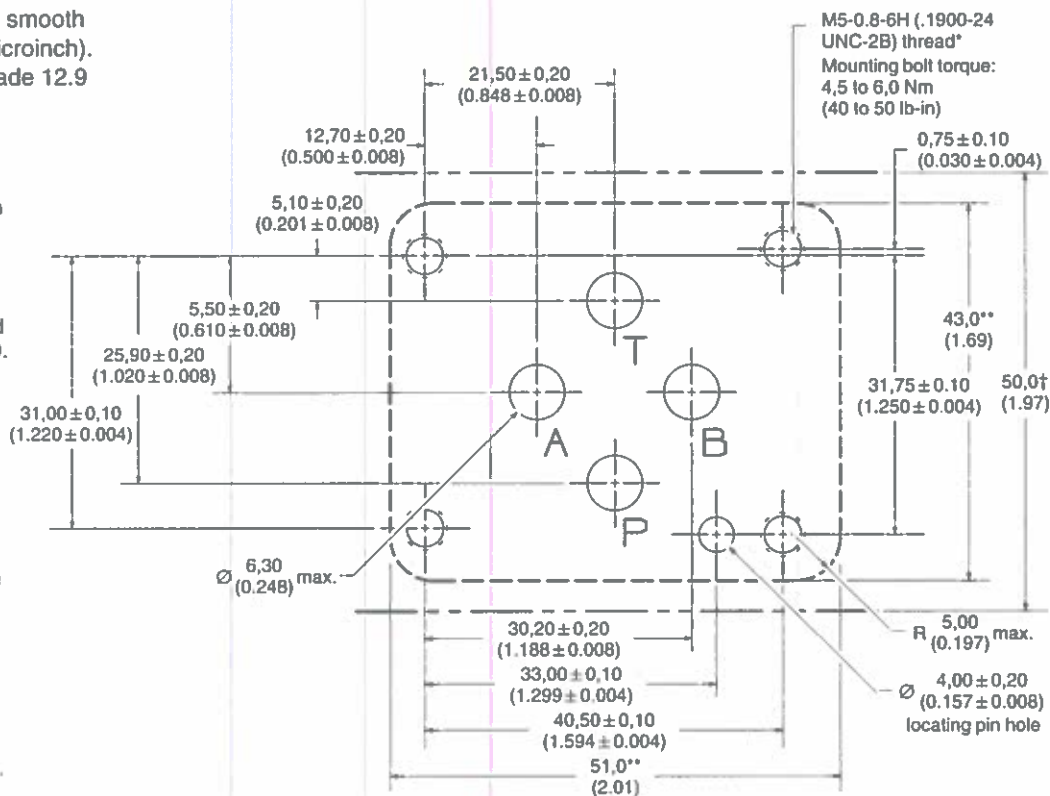 smooth
icroinch).
ade 12.9
M5-0.8-6H (.1900-24
UNC-2B) thread*
Mounting bolt torque:
4,5 to 6,0 Nm
(40 to 50 lb-in)
21,50 ± 0,20
(0.848 ± 0.008)
12,70 ± 0,20
(0.500 ± 0.008)
0,75 ± 0.10
(0.030 ± 0.004)
5,10 ± 0,20
(0.201 ± 0.008)
5,50 ± 0,20
(0.610 ± 0.008)
T
43,0**
(1.69)
25,90 ± 0,20
(1.020 ± 0.008)
31,75 ± 0.10
(1.250 ± 0.004)
50,0†
(1.97)
31,00 ± 0,10
(1.220 ± 0.004)
A
B
P
Ø 6,30
(0.248) max.
30,20 ± 0,20
(1.188 ± 0.008)
R 5,00
(0.197) max.
33,00 ± 0,10
(1.299 ± 0.004)
Ø 4,00 ± 0,20
(0.157 ± 0.008)
locating pin hole
40,50 ± 0,10
(1.594 ± 0.004)
51,0**
(2.01)